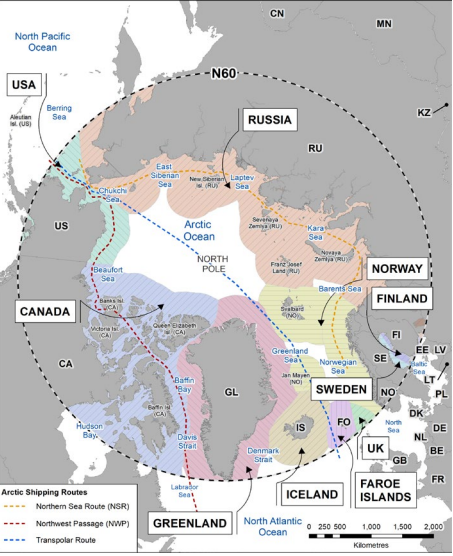 CN
MN
North Pacific
Ocean
N60
USA
Berring
Sea
Aleutian
Isl. (US)
KZ
RUSSIA
RU
East
Siberian
Sea
New Siberian
Isl. (RU)
Laptev
Sea
Chukchi
Sea
US
Arctic
Ocean
Sevenaya
Zemlya (RU)
Kara
Sea
NORTH
POLE
Franz Josef
Land (RU)
Novaya
Zemlya (RU)
NORWAY
Beaufort
Sea
Barents Sea
FINLAND
Banks Isl.
(CA)
CANADA
Svelbard
(NO)
Queen Elizabeth
Isl. (CA)
Victoria Isl.
(CA)
FI
EE
LV
Greenland
Sea
SE
Baltic
Sea
CA
Norwegian
Sea
LT
Baffin
Bay
Jan Mayen
(NO)
SWEDEN
NO
PL
GL
Baffin Isl.
(CA)
DK
Hudson
Bay
IS
FO
North
Sea
DE
Davis
Strait
Denmark
Strait
UK
NL
BE
GB
FR
Labrador
Sea
ICELAND
FAROE
ISLANDS
GREENLAND
North Atlantic
Ocean
Arctic Shipping Routes
Northern Sea Route (NSR)
Northwest Passage (NWP)
Transpolar Route
250 500 1,000 1,500 2,000
Kilometres